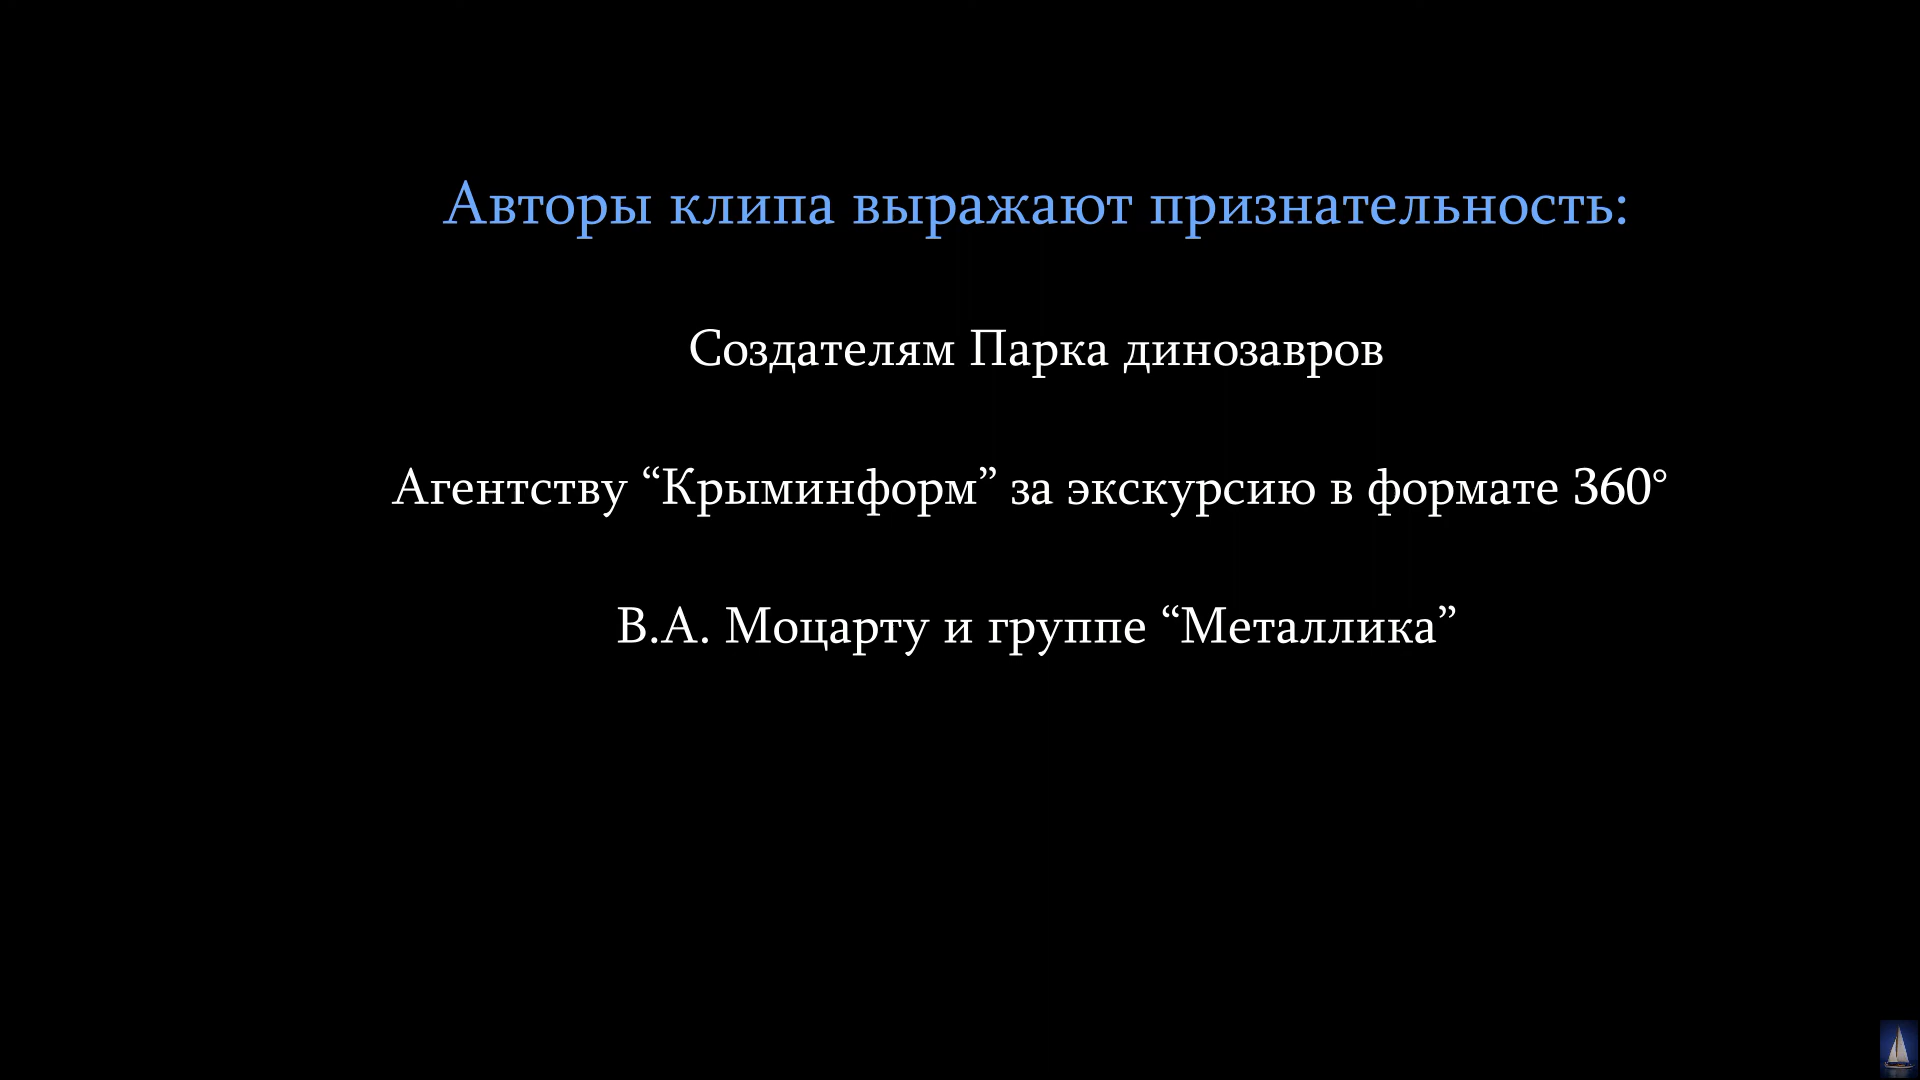 Авторы клипа выражают признательность:
Создателям Парка динозавров
Агентству “Крыминформ” за экскурсию в формате 360°
В.А. Моцарту и группе “Металлика”